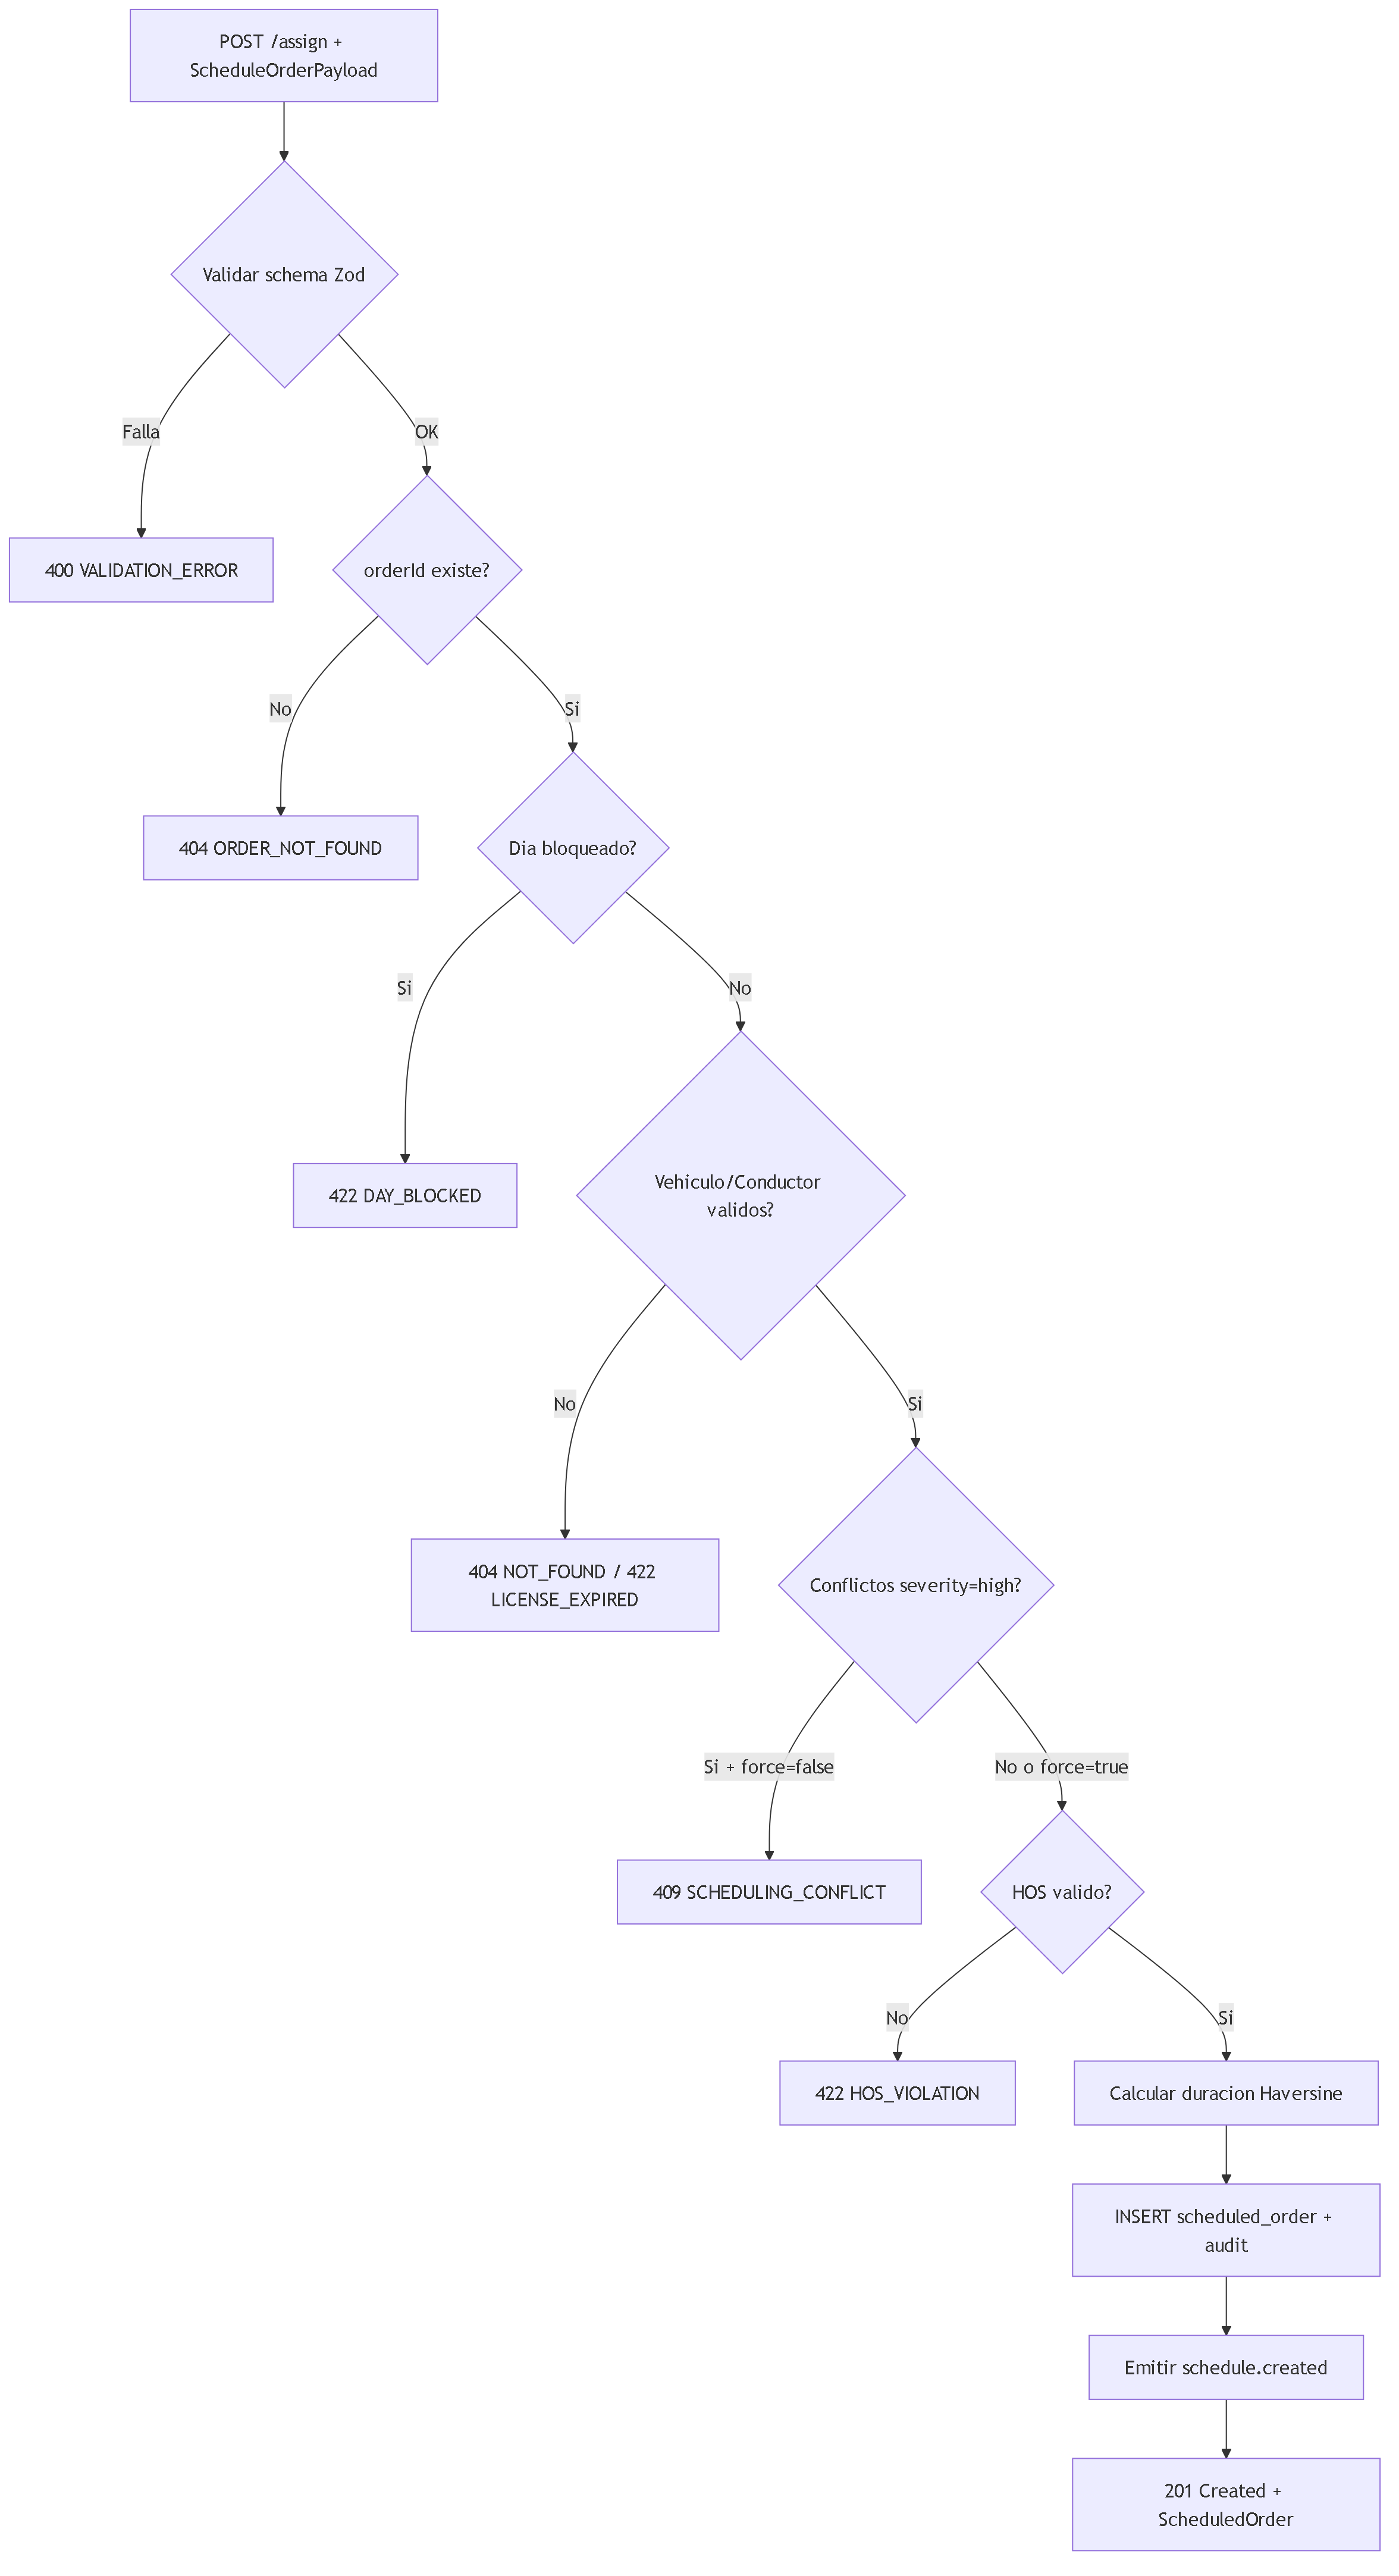 POST /assign +
ScheduleOrderPayload
Validar schema Zod
Falla
OK
400 VALIDATION_ERROR
orderId existe?
No
Si
404 ORDER_NOT_FOUND
Dia bloqueado?
Si
No
422 DAY_BLOCKED
Vehiculo/Conductor
validos?
No
Si
404 NOT_FOUND / 422
LICENSE_EXPIRED
Conflictos severity=high?
Si + force=false
No o force=true
409 SCHEDULING_CONFLICT
HOS valido?
No
Si
422 HOS_VIOLATION
Calcular duracion Haversine
INSERT scheduled_order +
audit
Emitir schedule.created
201 Created +
ScheduledOrder